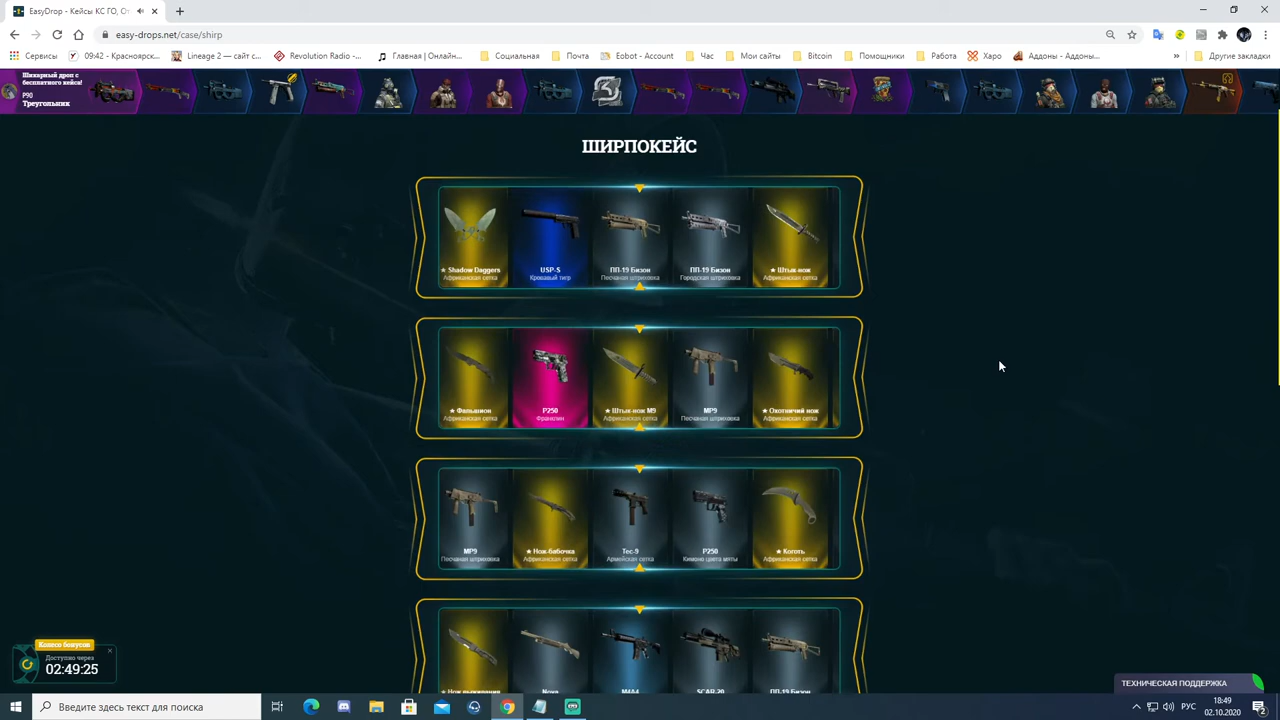 EasyDrop - Кейсы КС ГО, От
easy-drops.net/case/shirp
Сервисы
09:42 - Красноярск...
Lineage 2 — сайт с...
Revolution Radio -...
Главная | Онлайн...
Социальная
Почта
Eobot - Account
Час
Мои сайты
Bitcoin
Помощники
Работа
Харо
Аддоны - Аддоны...
»
Другие закладки
Шикарный дроп с
бесплатного кейса!
P90
Треугольник
ШИРПОКЕЙС
★ Shadow Daggers
Африканская сетка
USP-S
Кровавый тигр
ПП-19 Бизон
Песчаная штриховка
ПП-19 Бизон
Городская штриховка
★ Штык-нож
Африканская сетка
★ Фальшион
Африканская сетка
P250
Франклин
★ Штык-нож M9
Африканская сетка
MP9
Песчаная штриховка
★ Охотничий нож
Африканская сетка
MP9
Песчаная штриховка
★ Нож-бабочка
Африканская сетка
Tec-9
Армейская сетка
P250
Кимоно цвета мяты
★ Коготь
Африканская сетка
★ Нож выживания
Nova
M4A4
SCAR-20
ПП-19 Бизон
Колесо бонусов
Доступно через
02:49:25
ТЕХНИЧЕСКАЯ ПОДДЕРЖКА
Введите здесь текст для поиска
РУС
18:49
02.10.2020
2